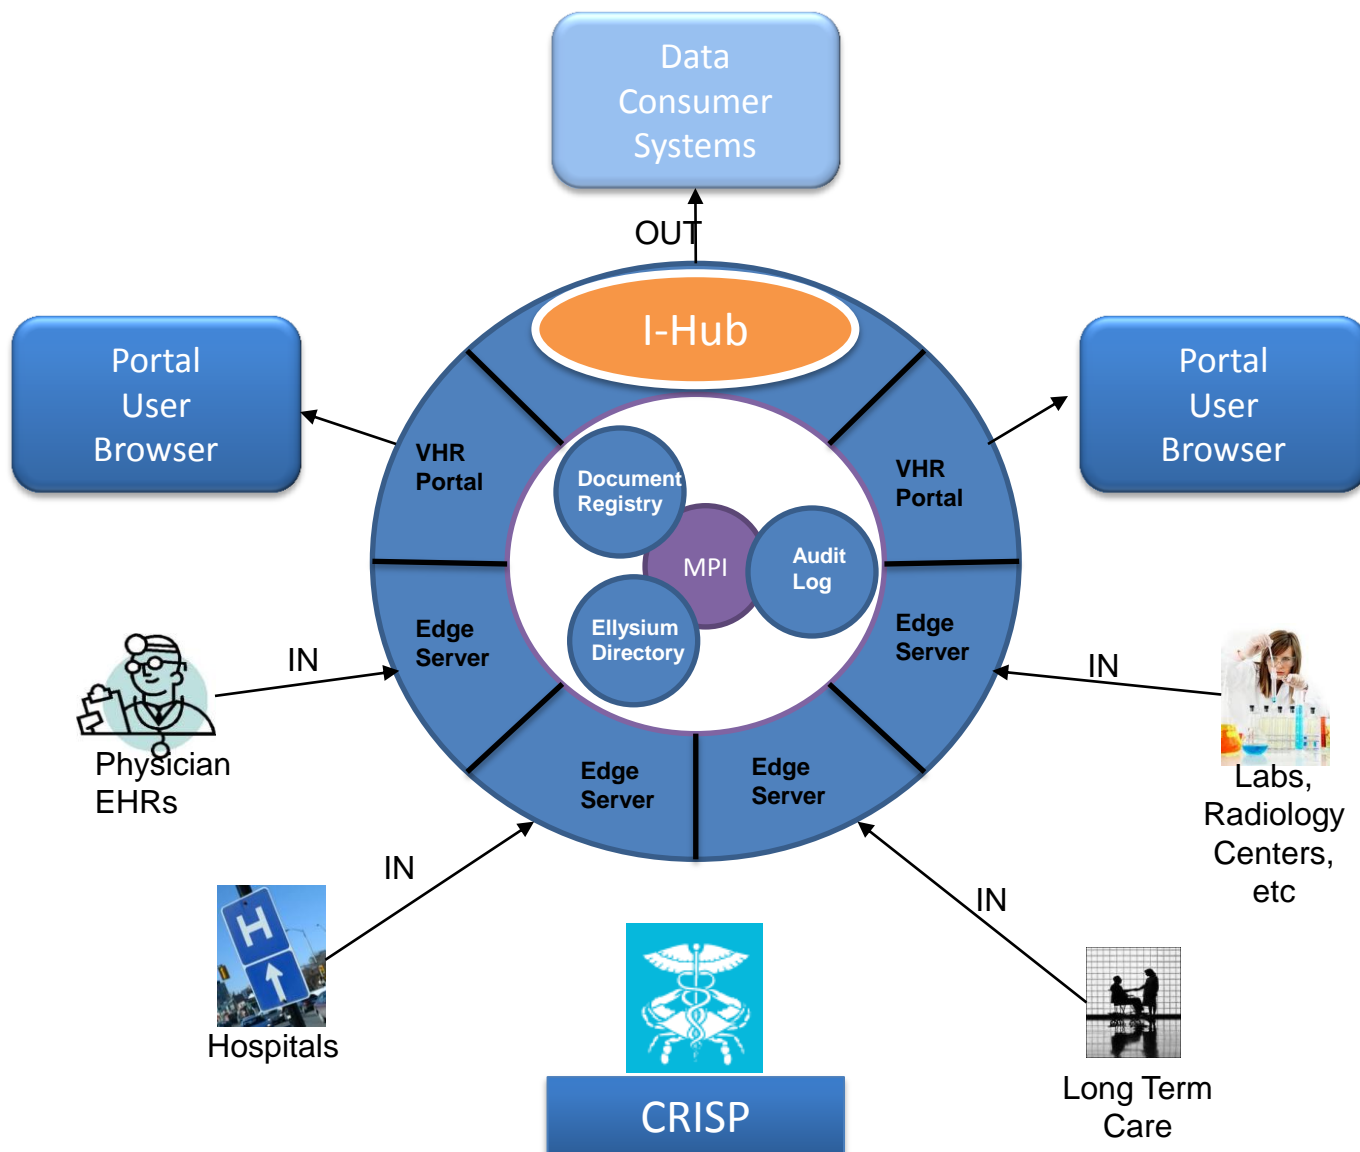 Data
Consumer
Systems
OUT
I-Hub
Portal
User
Browser
Portal
User
Browser
VHR
Portal
VHR
Portal
Document
Registry
MPI
Audit
Log
Ellysium
Directory
Edge
Server
Edge
Server
Edge
Server
Edge
Server
IN
Physician
EHRs
IN
Labs,
Radiology
Centers,
etc
IN
H
Hospitals
IN
Long Term
Care
CRISP